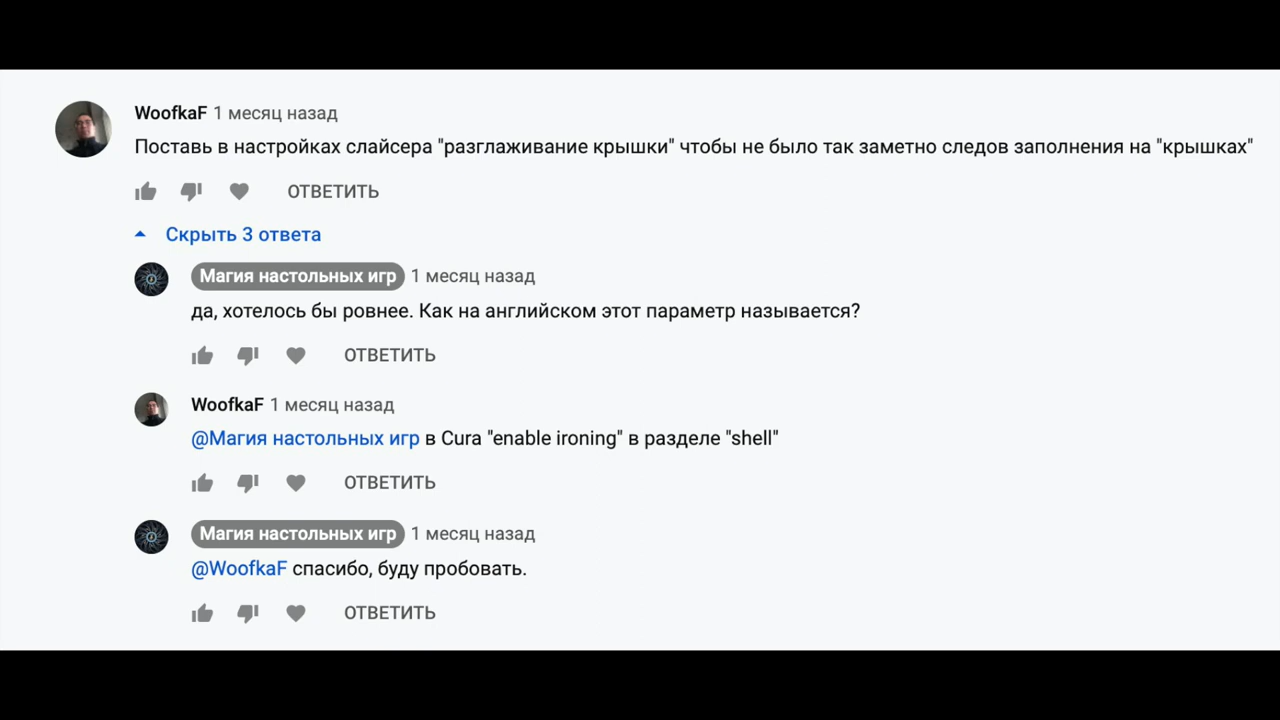 WoofkaF 1 месяц назад
Поставь в настройках слайсера "разглаживание крышки" чтобы не было так заметно следов заполнения на "крышках"
ОТВЕТИТЬ
Скрыть 3 ответа
Магия настольных игр 1 месяц назад
да, хотелось бы ровнее. Как на английском этот параметр называется?
ОТВЕТИТЬ
WoofkaF 1 месяц назад
@Магия настольных игр в Cura "enable ironing" в разделе "shell"
ОТВЕТИТЬ
Магия настольных игр 1 месяц назад
@WoofkaF спасибо, буду пробовать.
ОТВЕТИТЬ